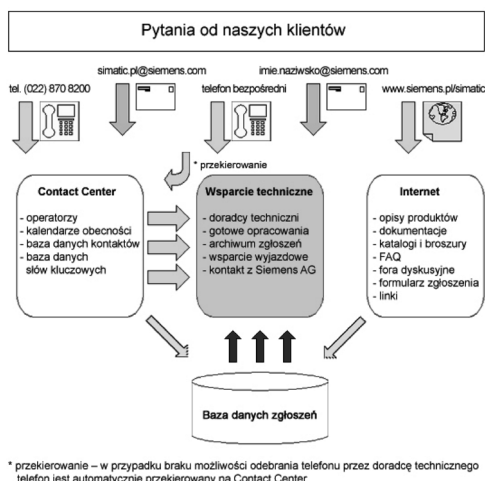 Pytania od naszych klientów
simatic.pl@siemens.com
imie.naziwsko@siemens.com
tel. (022) 870 8200
telefon bezpośredni
www.siemens.pl/simatic
* przekierowanie
Contact Center
- operatorzy
- kalendarze obecności
- baza danych kontaktów
- baza danych
słów kluczowych
Wsparcie techniczne
- doradcy techniczni
- gotowe opracowania
- archiwum zgłoszeń
- wsparcie wyjazdowe
- kontakt z Siemens AG
Internet
- opisy produktów
- dokumentacje
- katalogi i broszury
- FAQ
- fora dyskusyjne
- formularz zgłoszenia
- linki
Baza danych zgłoszeń
* przekierowanie – w przypadku braku możliwości odebrania telefonu przez doradcę technicznego
telefon jest automatycznie przekierowany na Contact Center